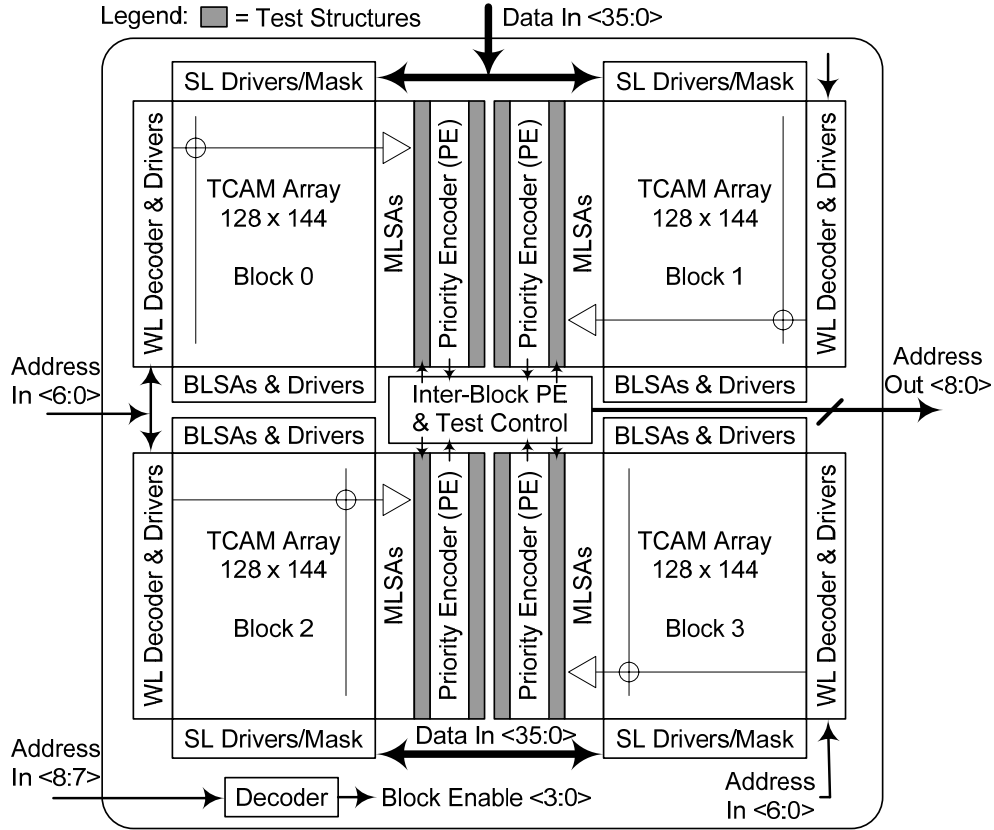 Legend: = Test Structures
Data In <35:0>
SL Drivers/Mask
SL Drivers/Mask
WL Decoder & Drivers
TCAM Array
128 x 144
Block 0
MLSAs
Priority Encoder (PE)
Priority Encoder (PE)
MLSAs
TCAM Array
128 x 144
Block 1
WL Decoder & Drivers
Address
In <6:0>
BLSAs & Drivers
Inter-Block PE
& Test Control
BLSAs & Drivers
Address
Out <8:0>
BLSAs & Drivers
BLSAs & Drivers
WL Decoder & Drivers
TCAM Array
128 x 144
Block 2
MLSAs
Priority Encoder (PE)
Priority Encoder (PE)
MLSAs
TCAM Array
128 x 144
Block 3
WL Decoder & Drivers
SL Drivers/Mask
Data In <35:0>
SL Drivers/Mask
Address
In <8:7>
Decoder
Block Enable <3:0>
Address
In <6:0>